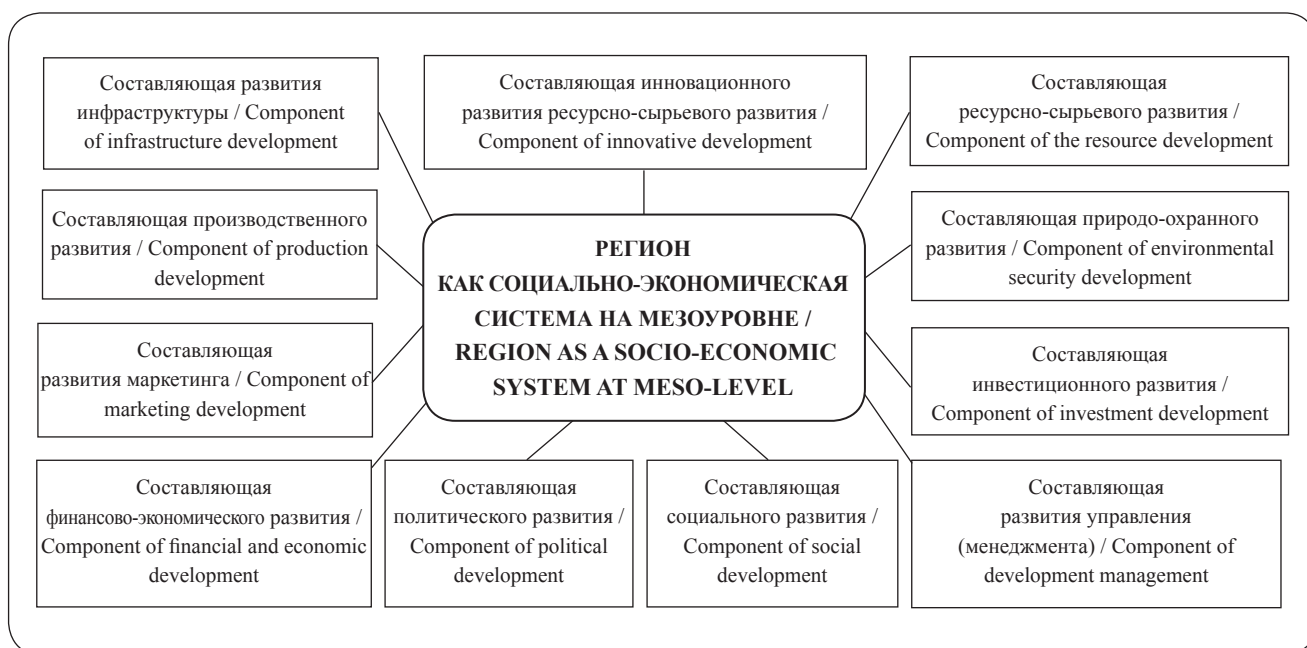 Составляющая развития
инфраструктуры / Component
of infrastructure development
Составляющая инновационного
развития ресурсно-сырьевого развития /
Component of innovative development
Составляющая
ресурсно-сырьевого развития /
Component of the resource development
Составляющая производственного
развития / Component of production
development
РЕГИОН
КАК СОЦИАЛЬНО-ЭКОНОМИЧЕСКАЯ
СИСТЕМА НА МЕЗОУРОВНЕ /
REGION AS A SOCIO-ECONOMIC
SYSTEM AT MESO-LEVEL
Составляющая природо-охранного
развития / Component of environmental
security development
Составляющая
развития маркетинга / Component of
marketing development
Составляющая
инвестиционного развития /
Component of investment development
Составляющая
финансово-экономического развития /
Component of financial and economic
development
Составляющая
политического развития /
Component of political
development
Составляющая
социального развития /
Component of social
development
Составляющая
развития управления
(менеджмента) / Component of
development management